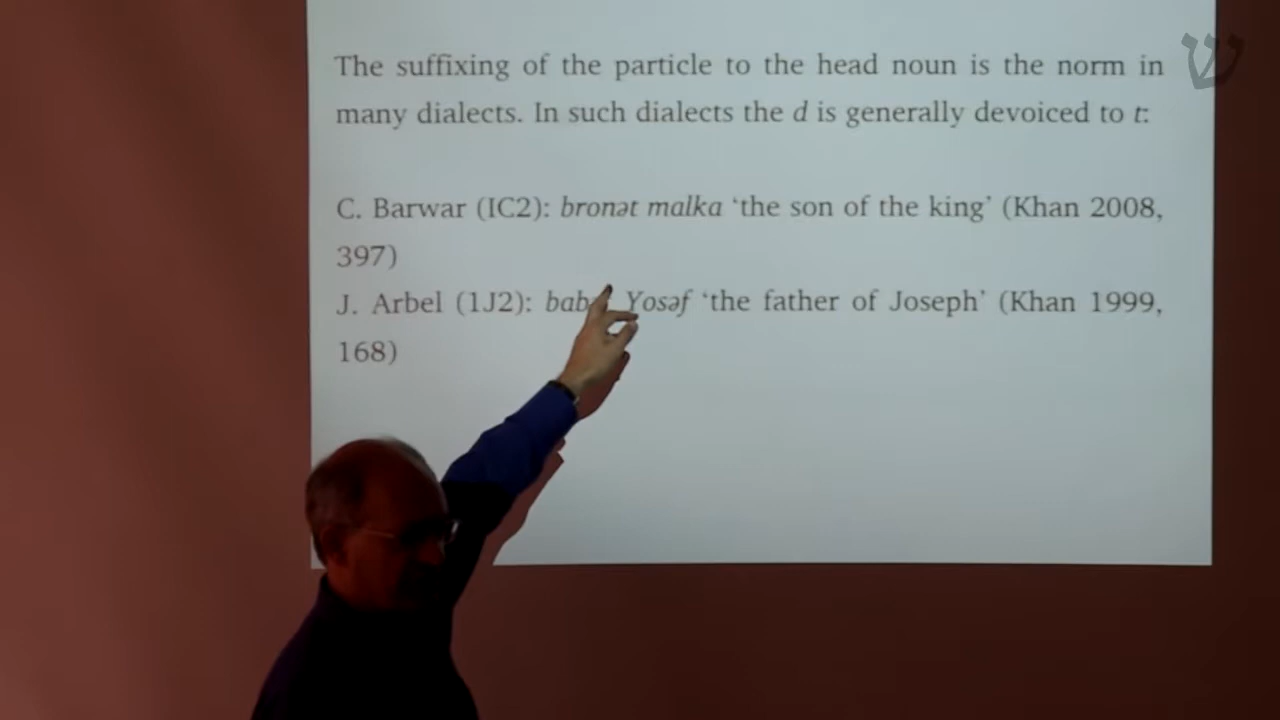 The suffixing of the particle to the head noun is the norm in
many dialects. In such dialects the d is generally devoiced to t:
C. Barwar (IC2): bronət malka ‘the son of the king’ (Khan 2008,
397)
J. Arbel (1J2): Yosəf ‘the father of Joseph’ (Khan 1999,
168)
ש